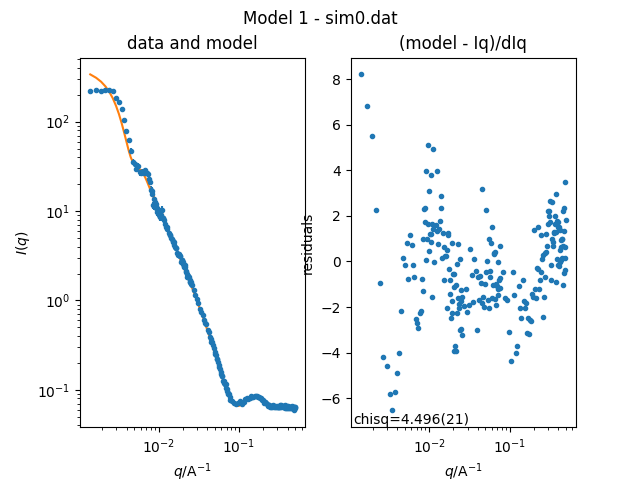 Model 1 - sim0.dat
data and model
(model - Iq)/dIq
I(q)
10²
10¹
10⁰
10⁻¹
10⁻²
10⁻¹
q/A⁻¹
residuals
8
6
4
2
0
−2
−4
−6
chisq=4.496(21)
10⁻²
10⁻¹
q/A⁻¹